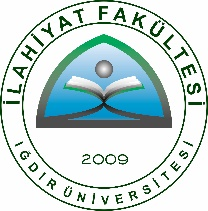 İLAHİYAT FAKÜLTESİ
2009
IĞDIR ÜNİVERSİTESİ